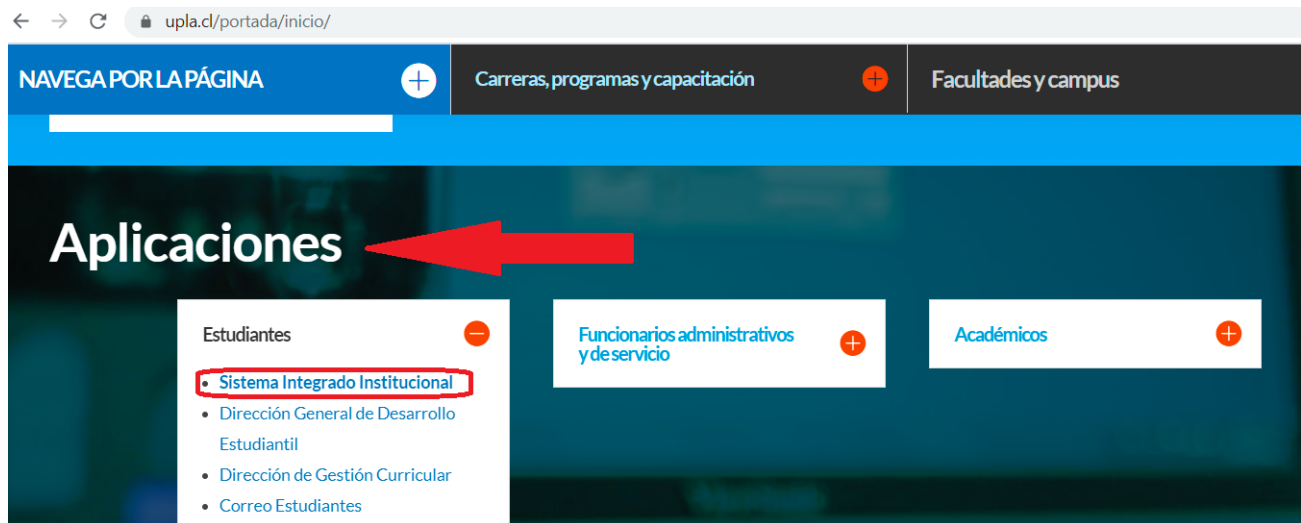 upla.cl/portada/inicio/
NAVEGA POR LA PÁGINA
Carreras, programas y capacitación
Facultades y campus
Aplicaciones
Estudiantes
Sistema Integrado Institucional
Dirección General de Desarrollo
Estudiantil
Dirección de Gestión Curricular
Correo Estudiantes
Funcionarios administrativos
y de servicio
Académicos